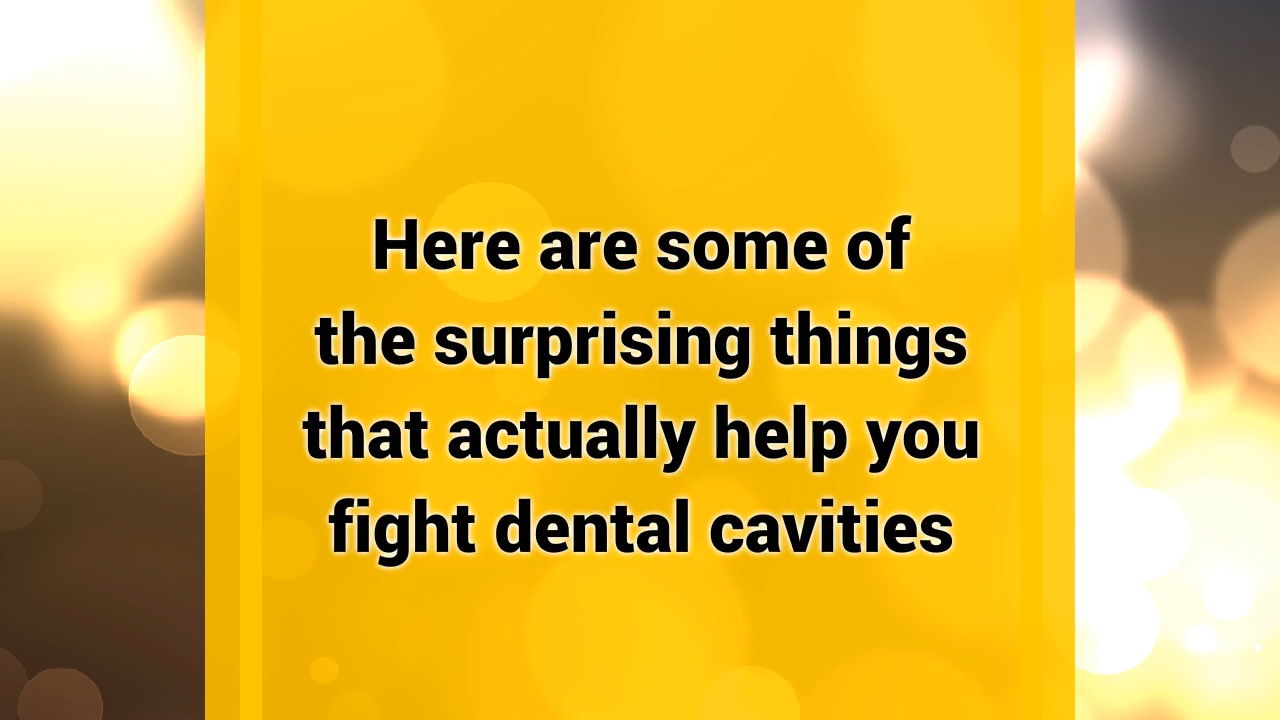 Here are some of
the surprising things
that actually help you
fight dental cavities